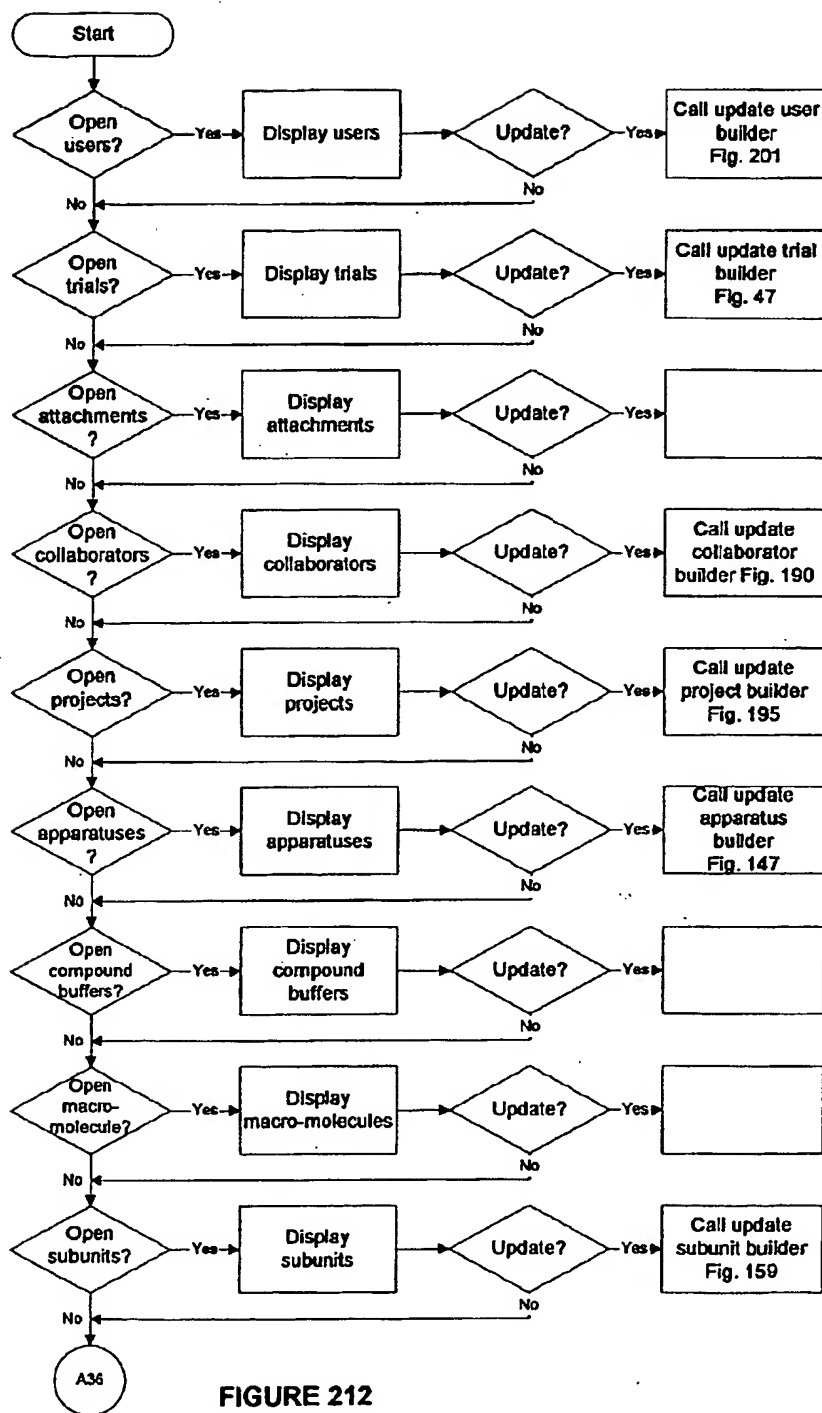 Start
Open
users?
Yes
Display users
Update?
Yes
Call update user
builder
Fig. 201
No
No
Open
trials?
Yes
Display trials
Update?
Yes
Call update trial
builder
Fig. 47
No
No
Open
attachments
?
Yes
Display
attachments
Update?
Yes
No
No
Open
collaborators
?
Yes
Display
collaborators
Update?
Yes
Call update
collaborator
builder Fig. 190
No
No
Open
projects?
Yes
Display
projects
Update?
Yes
Call update
project builder
Fig. 195
No
No
Open
apparatuses
?
Yes
Display
apparatuses
Update?
Yes
Call update
apparatus
builder
Fig. 147
No
No
Open
compound
buffers?
Yes
Display
compound
buffers
Update?
Yes
No
No
Open
macro-
molecule?
Yes
Display
macro-molecules
Update?
Yes
No
No
Open
subunits?
Yes
Display
subunits
Update?
Yes
Call update
subunit builder
Fig. 159
No
No
A36
FIGURE 212